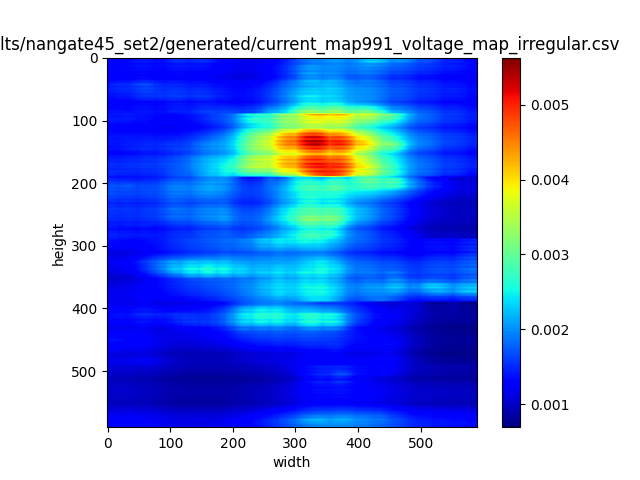 lts/nangate45_set2/generated/current_map991_voltage_map_irregular.csv
0
100
200
300
400
500
height
0 100 200 300 400 500
width
0.005
0.004
0.003
0.002
0.001